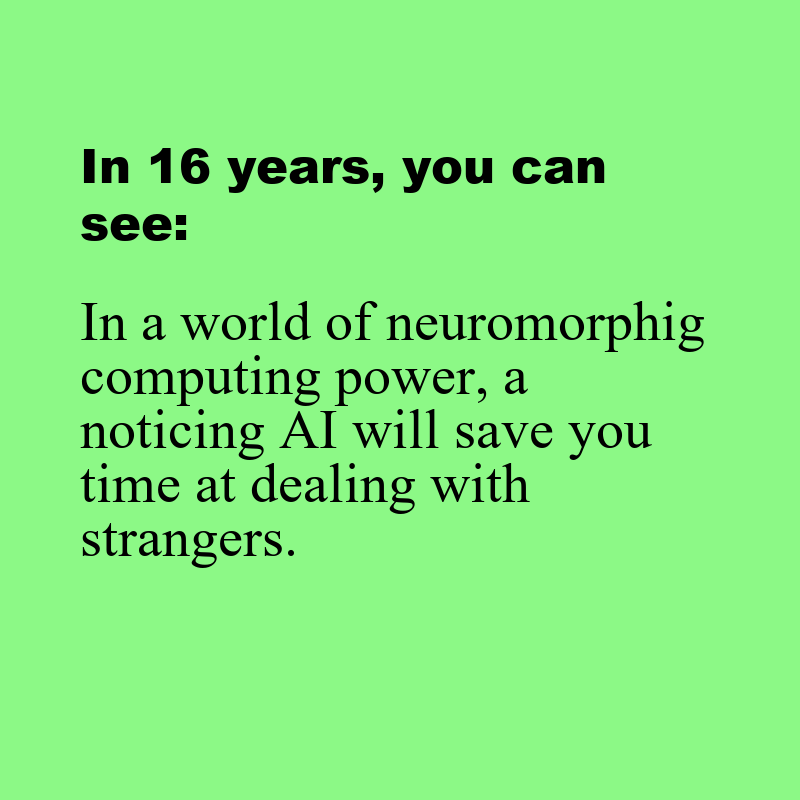 In 16 years, you can
see:
In a world of neuromorphig
computing power, a
noticing AI will save you
time at dealing with
strangers.